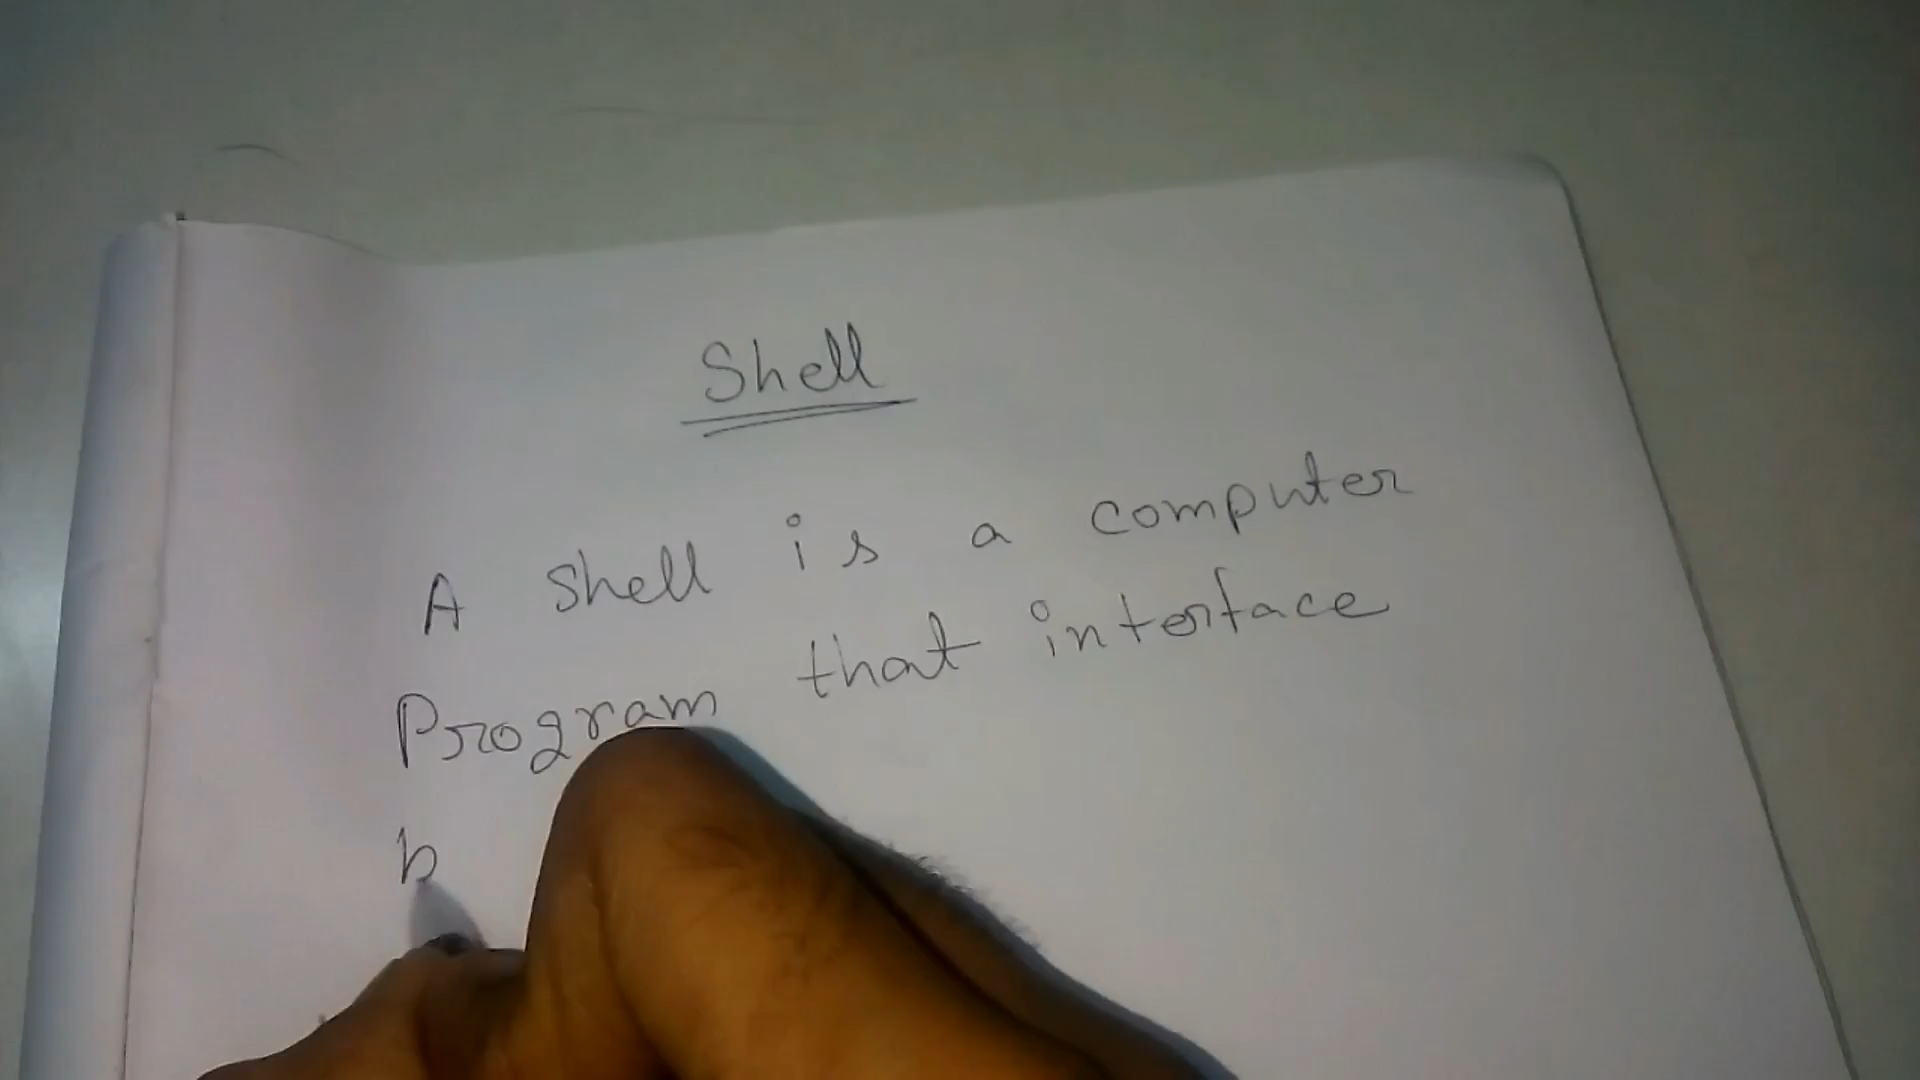 Shell
A shell is a computer
Program that interface
b